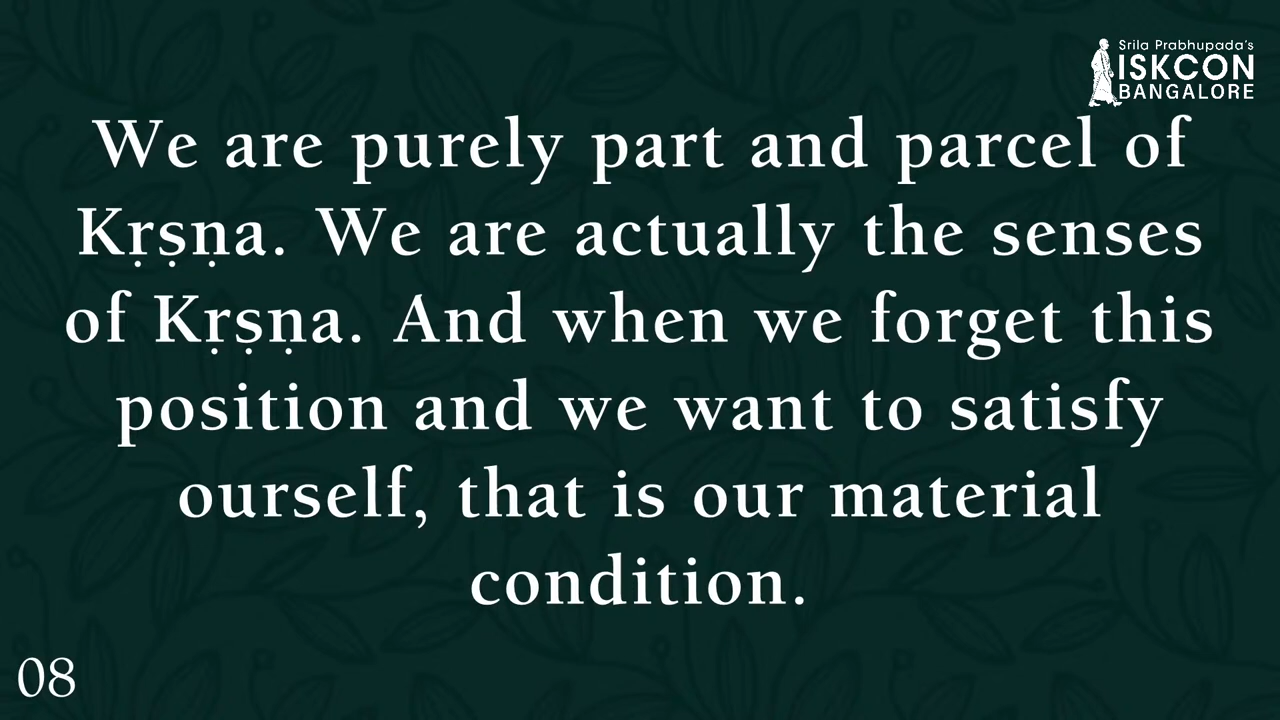 Srila Prabhupada's
ISKCON
BANGALORE
We are purely part and parcel of
Kṛṣṇa. We are actually the senses
of Kṛṣṇa. And when we forget this
position and we want to satisfy
ourself, that is our material
condition.
08